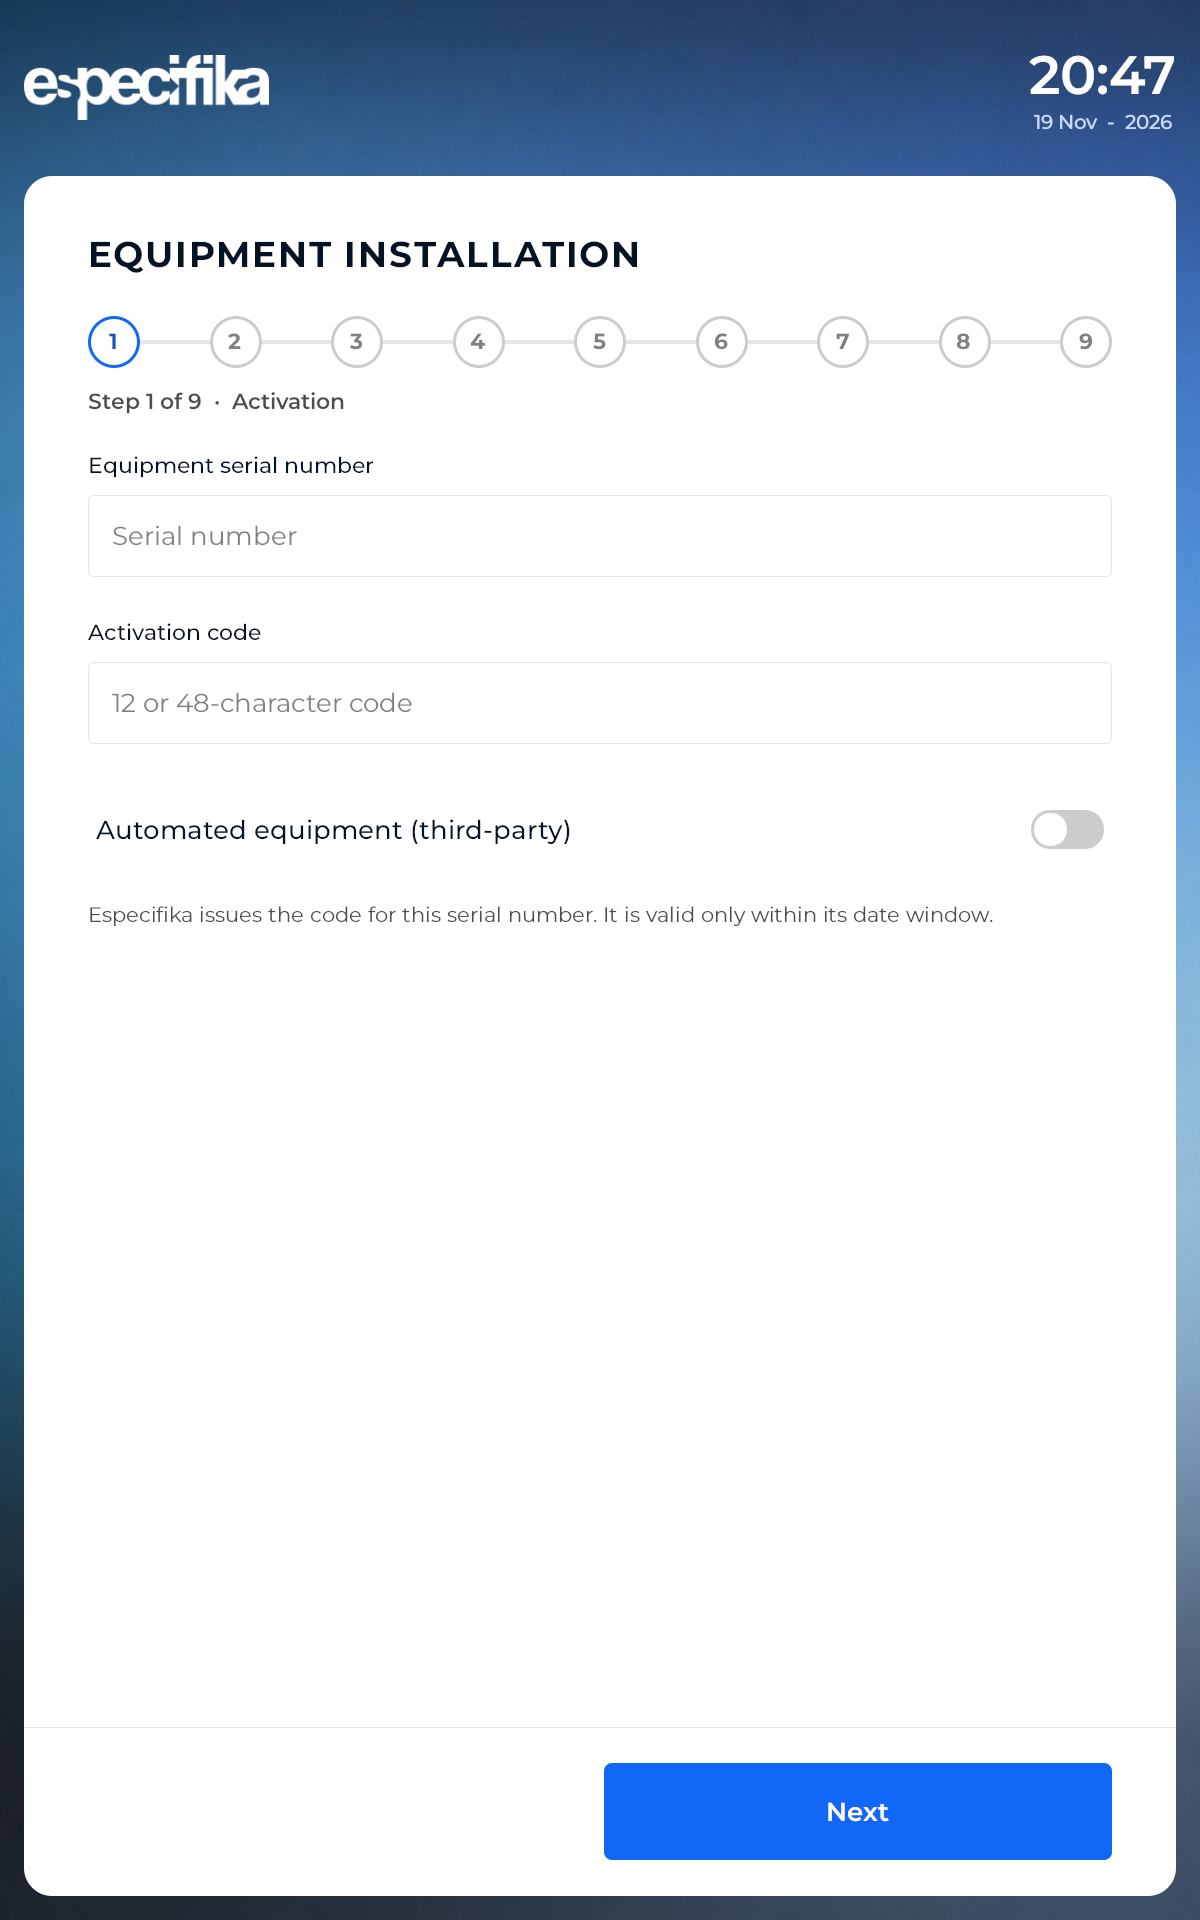 especifika
20:47
19 Nov - 2026
EQUIPMENT INSTALLATION
1 2 3 4 5 6 7 8 9
Step 1 of 9 · Activation
Equipment serial number
Serial number
Activation code
12 or 48-character code
Automated equipment (third-party)
Especifika issues the code for this serial number. It is valid only within its date window.
Next